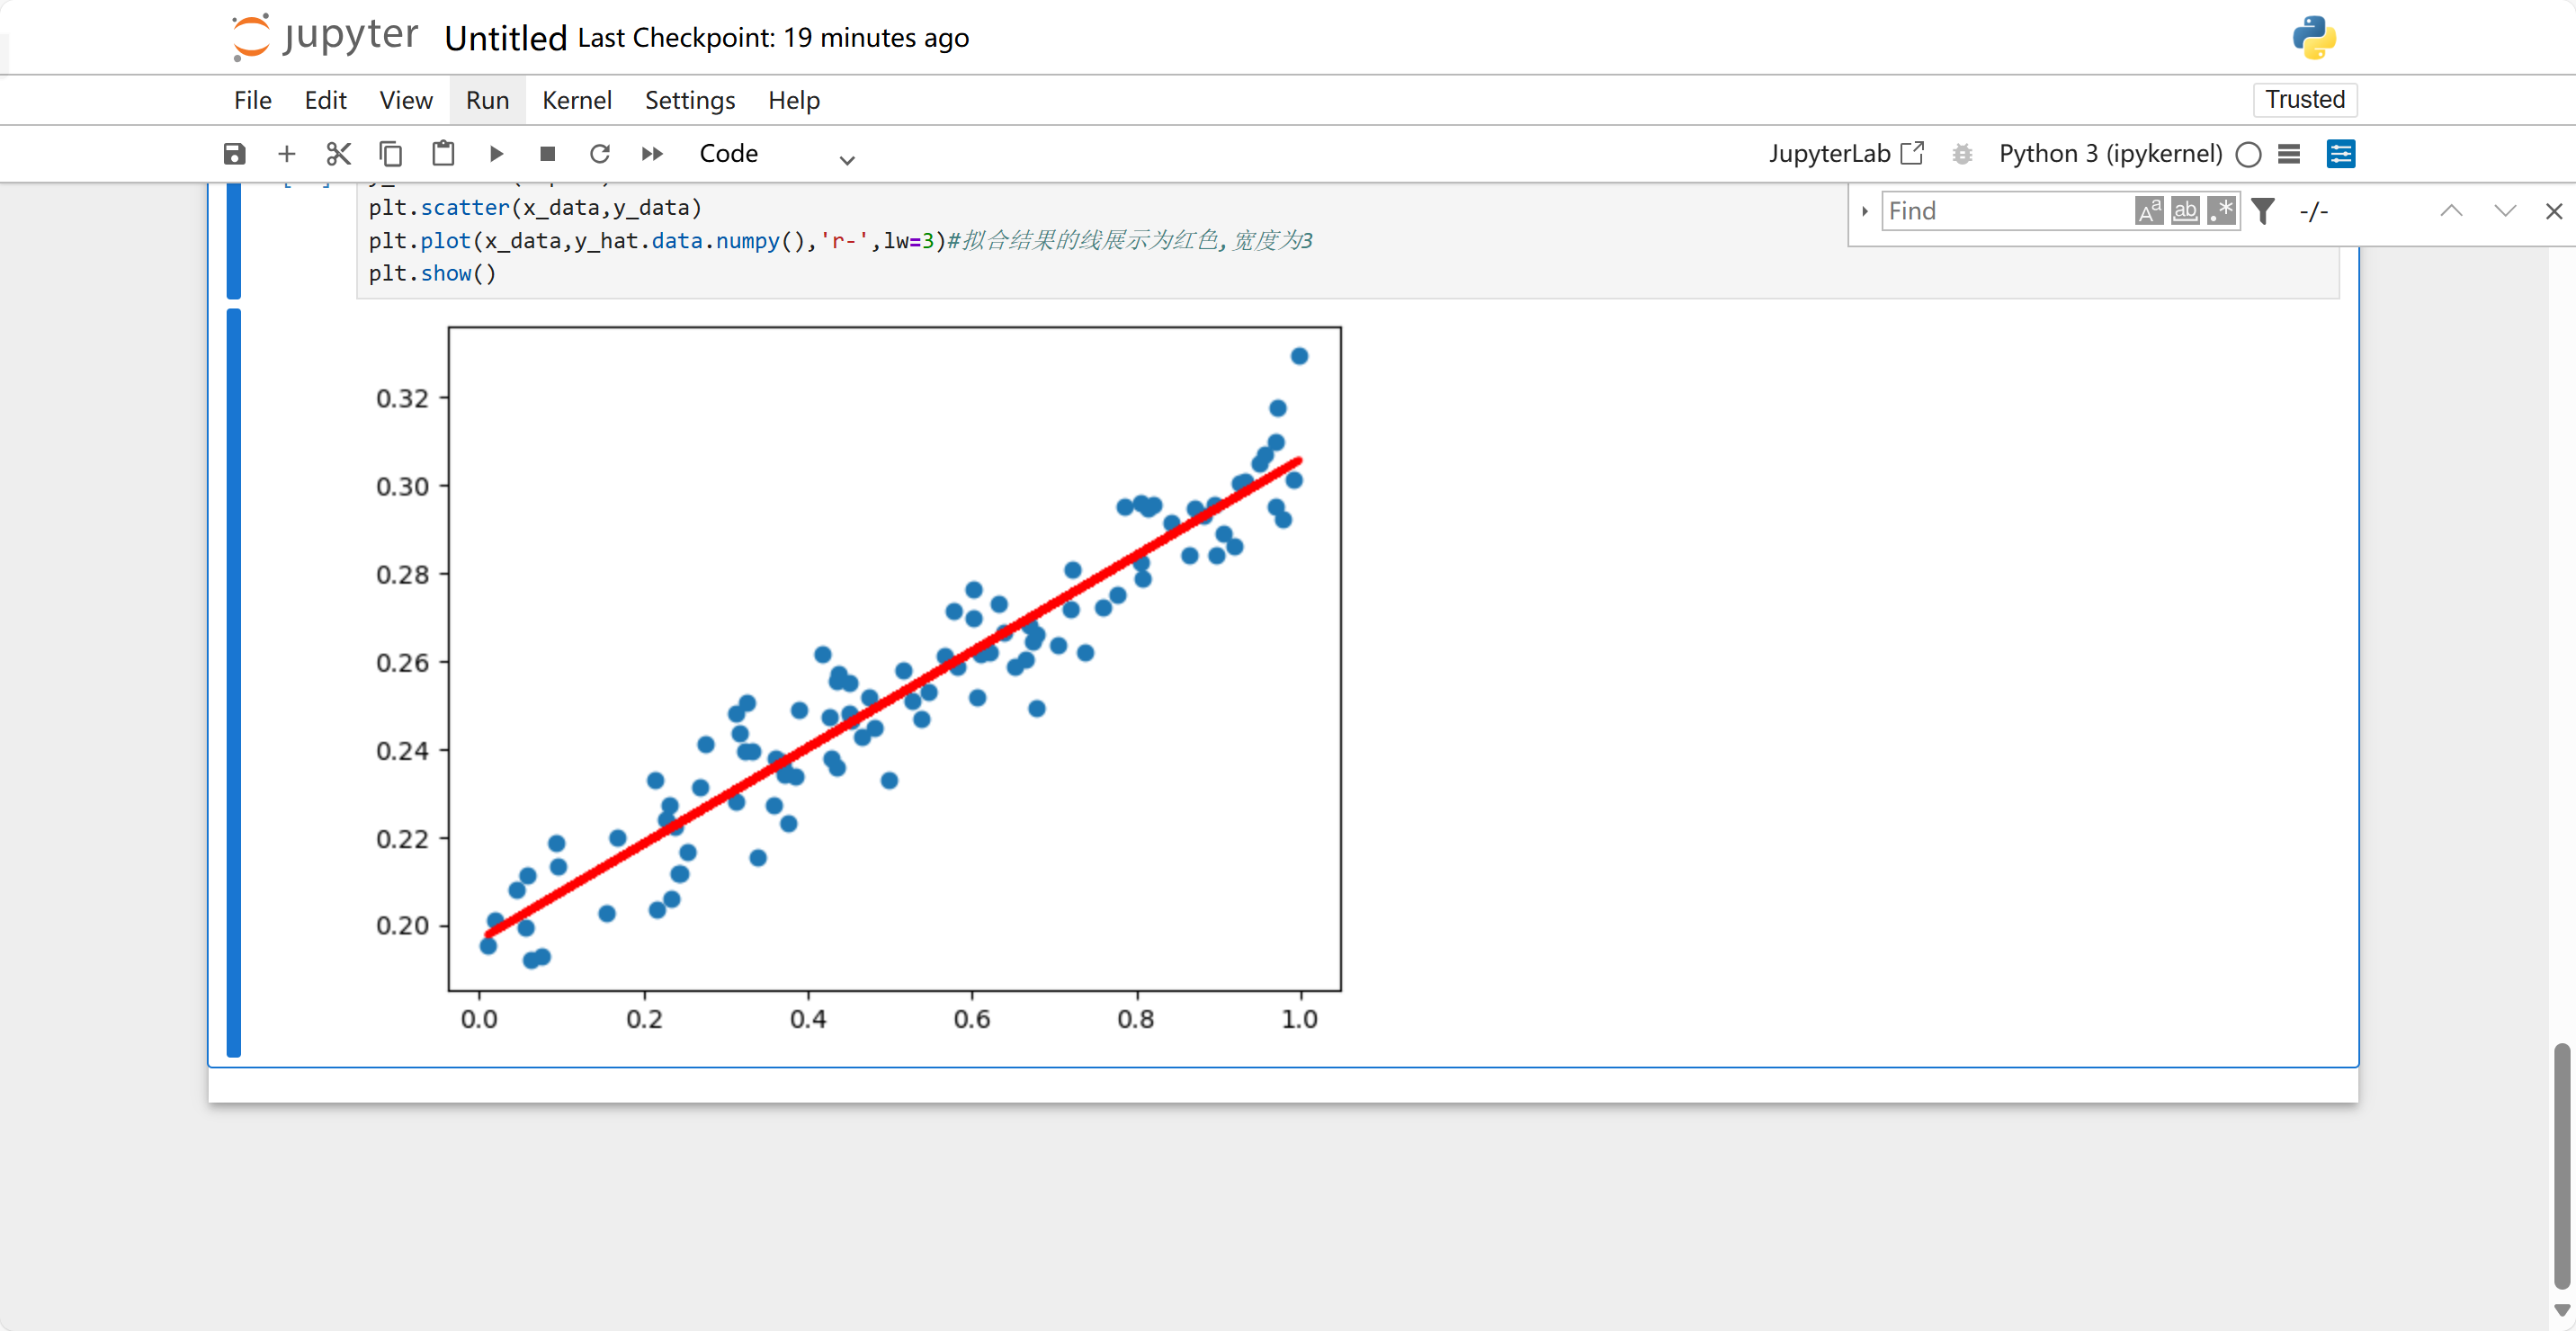 jupyter Untitled Last Checkpoint: 19 minutes ago
File Edit View Run Kernel Settings Help Trusted
Code JupyterLab Python 3 (ipykernel)
Find Aa ab .* -/-
plt.scatter(x_data,y_data)
plt.plot(x_data,y_hat.data.numpy(),'r-',lw=3)#拟合结果的线展示为红色,宽度为3
plt.show()
0.32
0.30
0.28
0.26
0.24
0.22
0.20
0.0 0.2 0.4 0.6 0.8 1.0